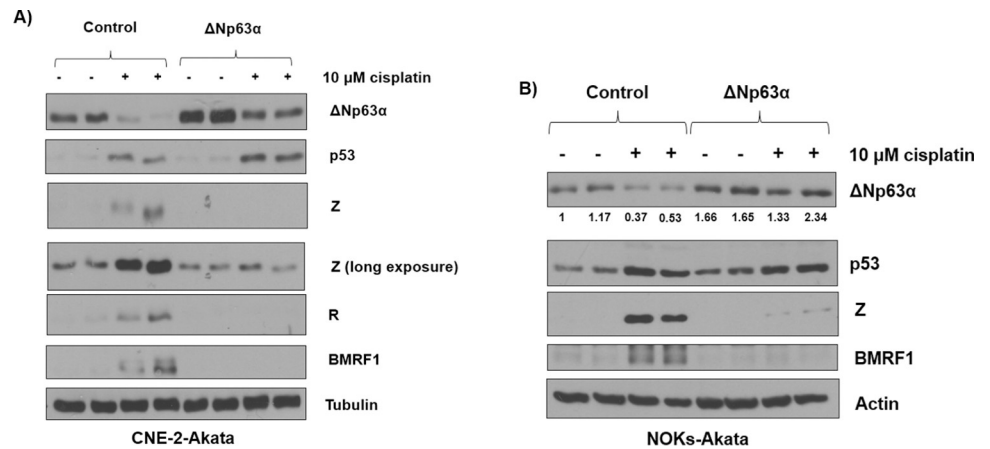 A)
Control ΔNp63α
- - + + - - + + 10 µM cisplatin
ΔNp63α
p53
Z
Z (long exposure)
R
BMRF1
Tubulin
CNE-2-Akata
B)
Control ΔNp63α
- - + + - - + + 10 µM cisplatin
ΔNp63α
1 1.17 0.37 0.53 1.66 1.65 1.33 2.34
p53
Z
BMRF1
Actin
NOKs-Akata